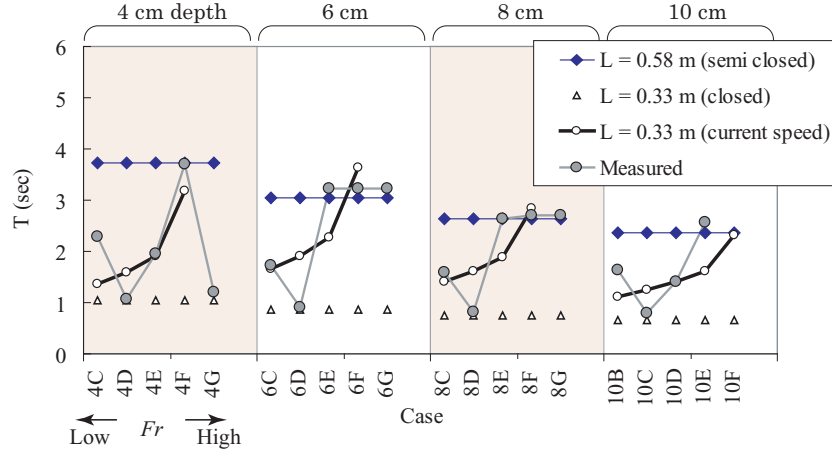 4 cm depth 6 cm 8 cm 10 cm
6
5
4
3
2
1
0
T (sec)
L = 0.58 m (semi closed)
L = 0.33 m (closed)
L = 0.33 m (current speed)
Measured
4C 4D 4E 4F 4G 6C 6D 6E 6F 6G 8C 8D 8E 8F 8G 10B 10C 10D 10E 10F
Case
Fr
Low High